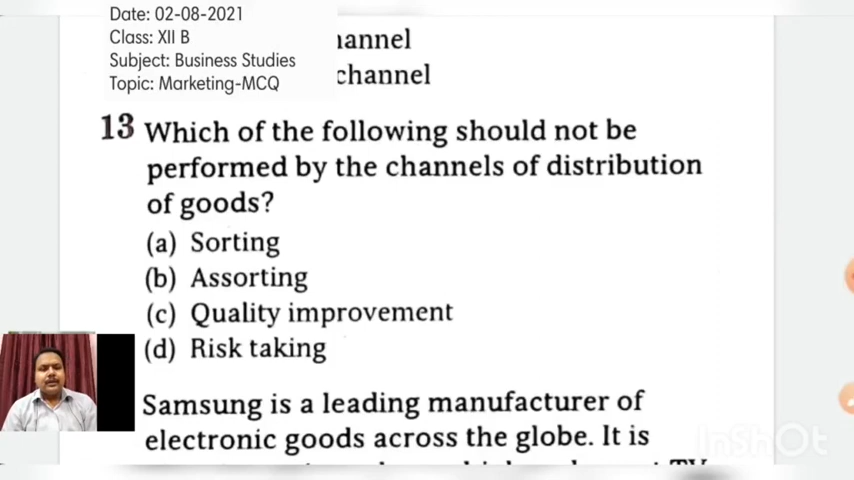 Date: 02-08-2021
Class: XII B
Subject: Business Studies
Topic: Marketing-MCQ
channel
13 Which of the following should not be
performed by the channels of distribution
of goods?
(a) Sorting
(b) Assorting
(c) Quality improvement
(d) Risk taking
Samsung is a leading manufacturer of
electronic goods across the globe. It is
InShOt